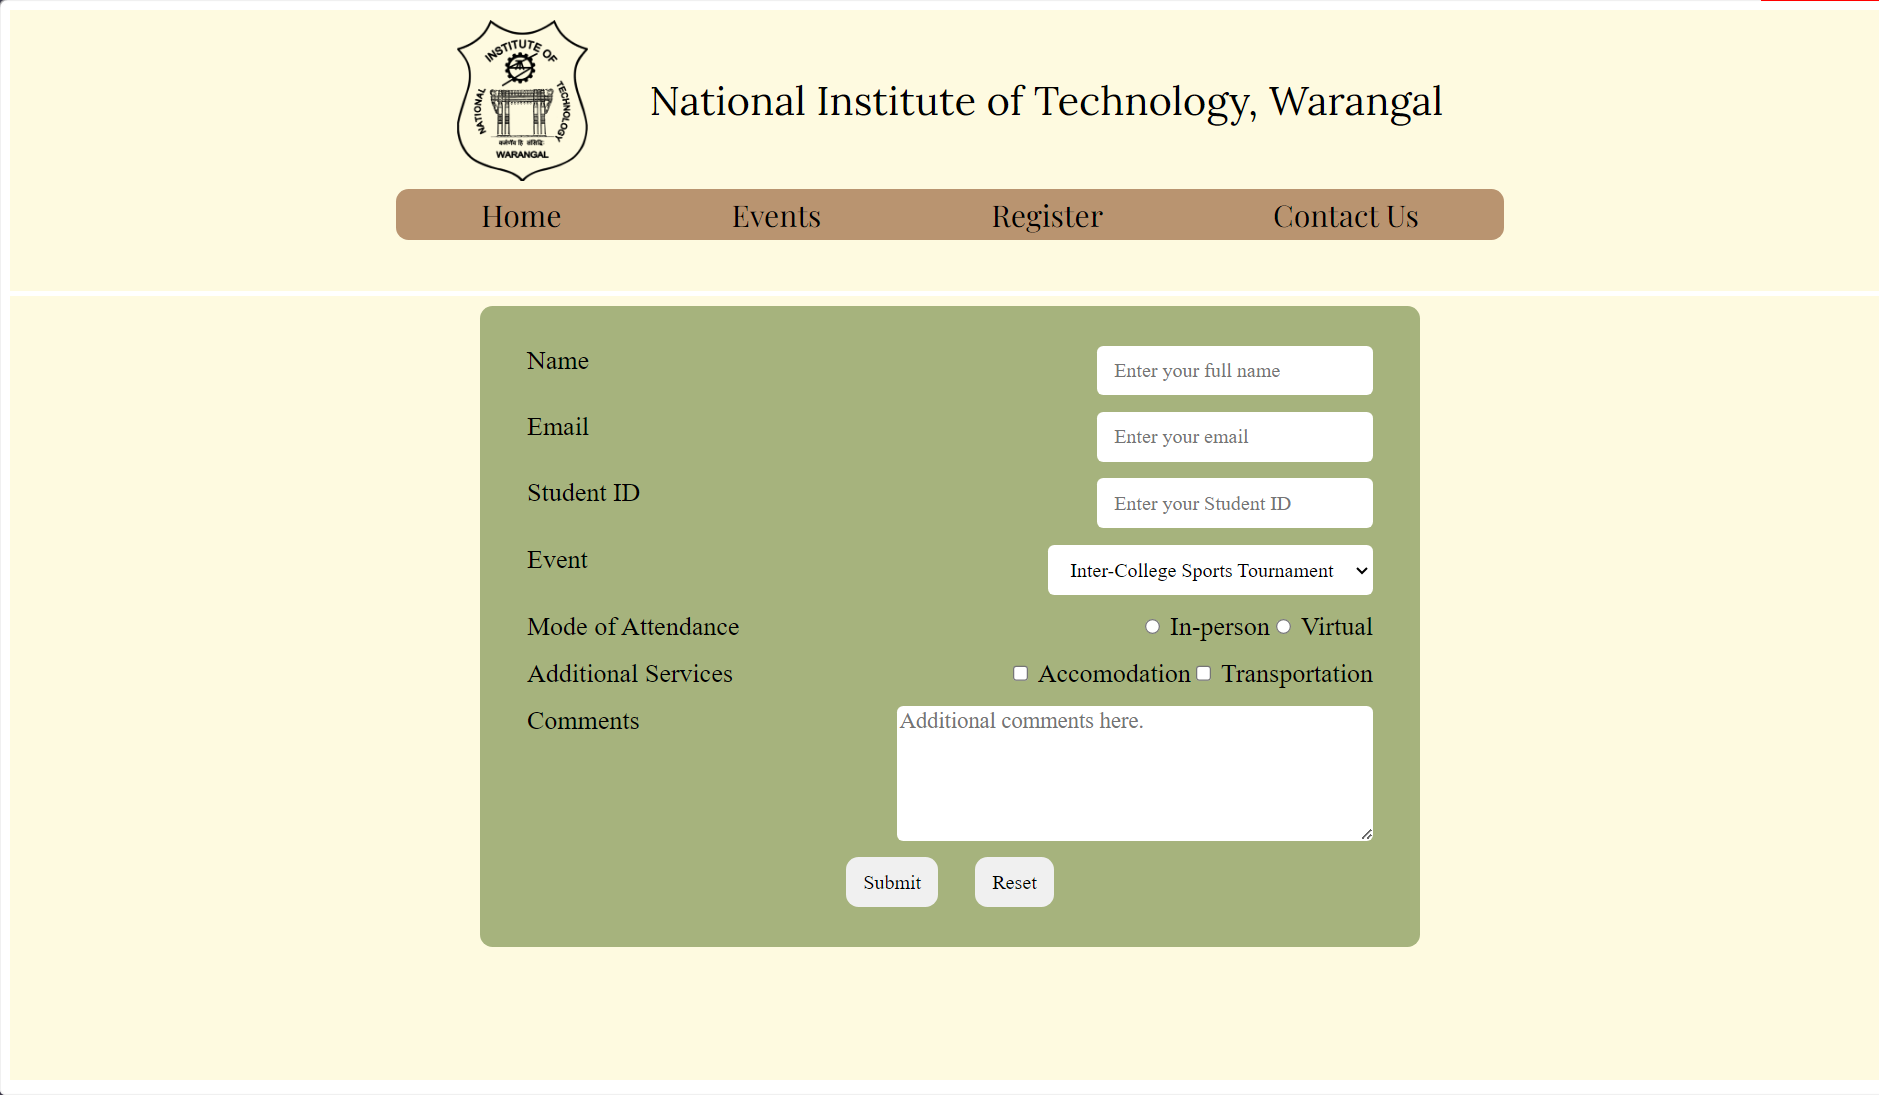 NATIONAL INSTITUTE OF TECHNOLOGY
WARANGAL
National Institute of Technology, Warangal
Home Events Register Contact Us
Name Enter your full name
Email Enter your email
Student ID Enter your Student ID
Event Inter-College Sports Tournament
Mode of Attendance In-person Virtual
Additional Services Accomodation Transportation
Comments Additional comments here.
Submit Reset